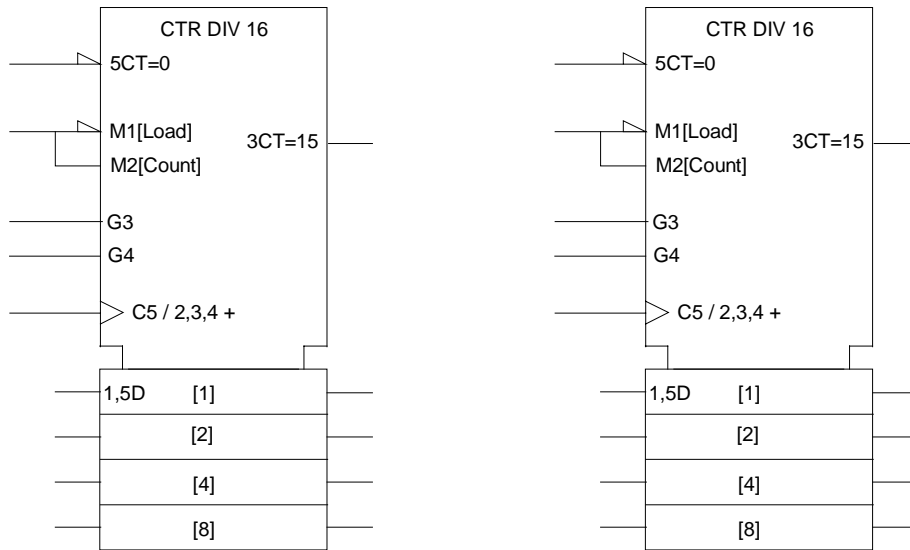 CTR DIV 16
5CT=0
M1[Load]
3CT=15
M2[Count]
G3
G4
C5 / 2,3,4 +
1,5D [1]
[2]
[4]
[8]
CTR DIV 16
5CT=0
M1[Load]
3CT=15
M2[Count]
G3
G4
C5 / 2,3,4 +
1,5D [1]
[2]
[4]
[8]